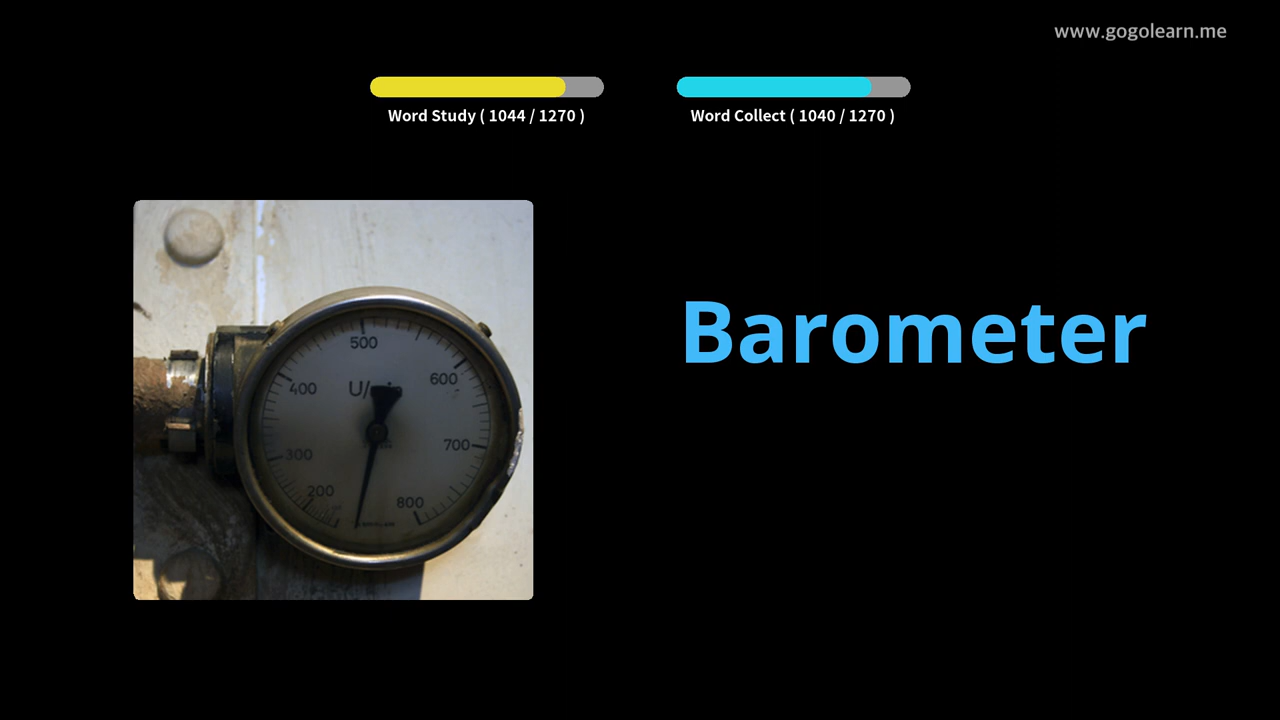 www.gogolearn.me
Word Study ( 1044 / 1270 )
Word Collect ( 1040 / 1270 )
Barometer
500
400
600
U/
300
700
200
800